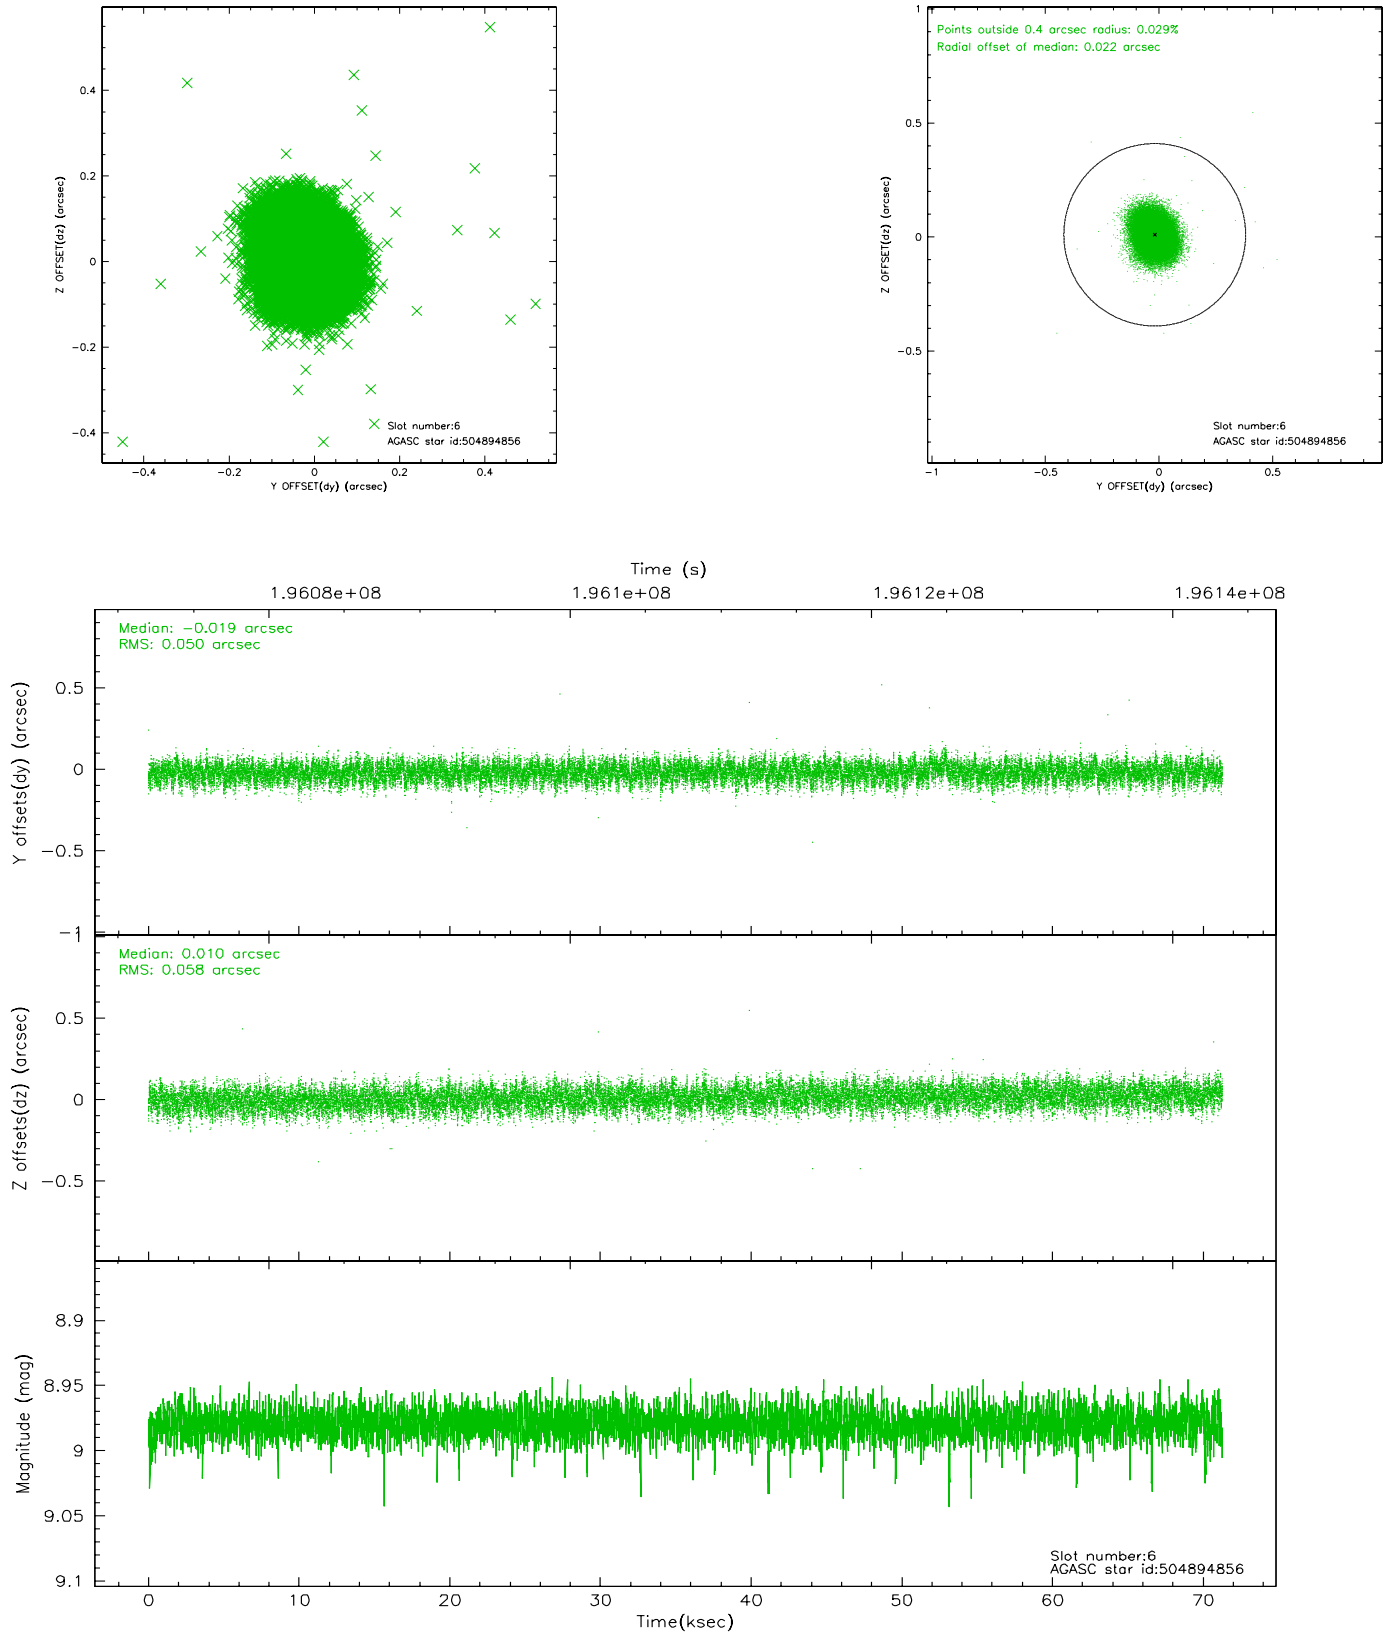 0.4
0.2
0
−0.2
−0.4
Z OFFSET(dz) (arcsec)
Slot number:6
AGASC star id:504894856
−0.4
−0.2
0
0.2
0.4
Y OFFSET(dy) (arcsec)
Points outside 0.4 arcsec radius: 0.029%
Radial offset of median: 0.022 arcsec
1
0.5
0
−0.5
Z OFFSET(dz) (arcsec)
Slot number:6
AGASC star id:504894856
−1
−0.5
0
0.5
Y OFFSET(dy) (arcsec)
Time (s)
1.9608e+08
1.961e+08
1.9612e+08
1.9614e+08
Median: −0.019 arcsec
RMS: 0.050 arcsec
0.5
0
−0.5
−1
Y offsets(dy) (arcsec)
Median: 0.010 arcsec
RMS: 0.058 arcsec
1
0.5
0
−0.5
Z offsets(dz) (arcsec)
8.9
8.95
9
9.05
9.1
Magnitude (mag)
Slot number:6
AGASC star id:504894856
0
10
20
30
40
50
60
70
Time(ksec)